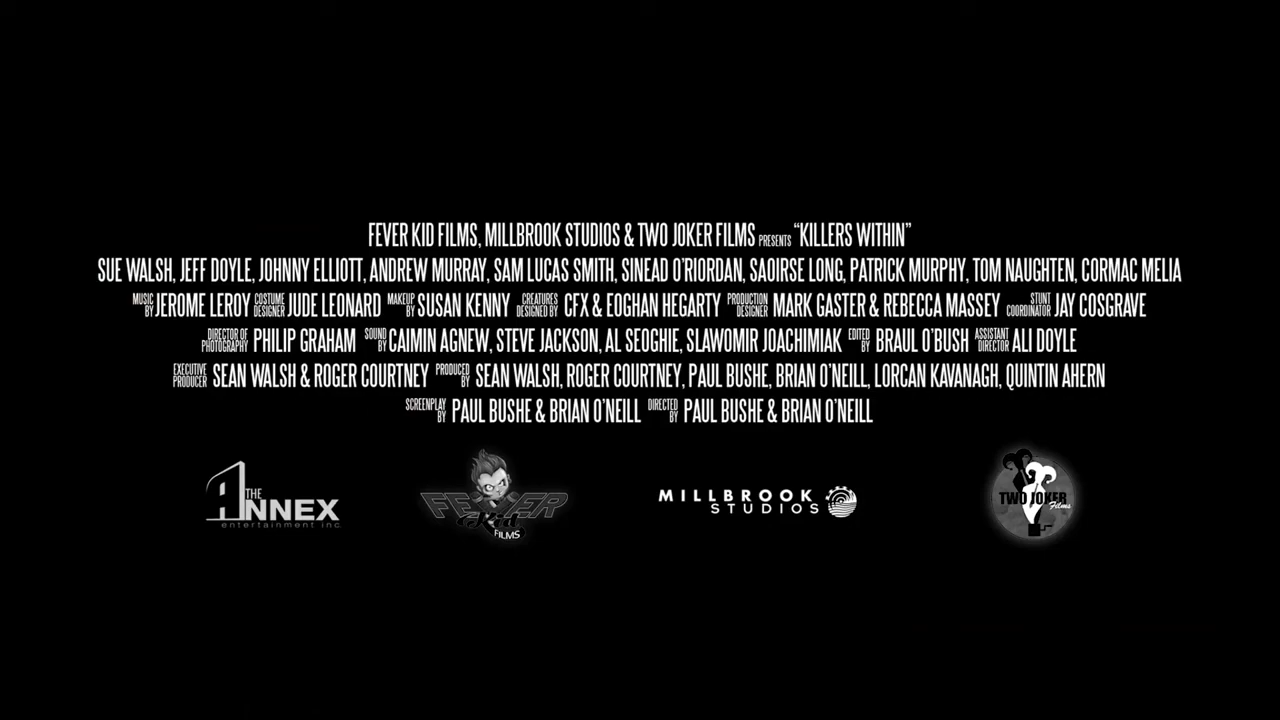 FEVER KID FILMS, MILLBROOK STUDIOS & TWO JOKER FILMS PRESENTS “KILLERS WITHIN”
SUE WALSH, JEFF DOYLE, JOHNNY ELLIOTT, ANDREW MURRAY, SAM LUCAS SMITH, SINEAD O'RIORDAN, SAOIRSE LONG, PATRICK MURPHY, TOM NAUGHTEN, CORMAC MELIA
MUSIC BY JEROME LEROY COSTUME DESIGNER JUDE LEONARD MAKEUP BY SUSAN KENNY CREATURES DESIGNED BY CFX & EOGHAN HEGARTY PRODUCTION DESIGNER MARK GASTER & REBECCA MASSEY STUNT COORDINATOR JAY COSGRAVE
DIRECTOR OF PHOTOGRAPHY PHILIP GRAHAM SOUND BY CAIMIN AGNEW, STEVE JACKSON, AL SEOGHIE, SLAWOMIR JOACHIMIAK EDITED BY BRAUL O'BUSH ASSISTANT DIRECTOR ALI DOYLE
EXECUTIVE PRODUCER SEAN WALSH & ROGER COURTNEY PRODUCED BY SEAN WALSH, ROGER COURTNEY, PAUL BUSHE, BRIAN O'NEILL, LORCAN KAVANAGH, QUINTIN AHERN
SCREENPLAY BY PAUL BUSHE & BRIAN O'NEILL DIRECTED BY PAUL BUSHE & BRIAN O'NEILL
THE ANNEX
entertainment inc.
FEVER
Kid
FILMS
MILLBROOK
STUDIOS
TWO JOKER
Films